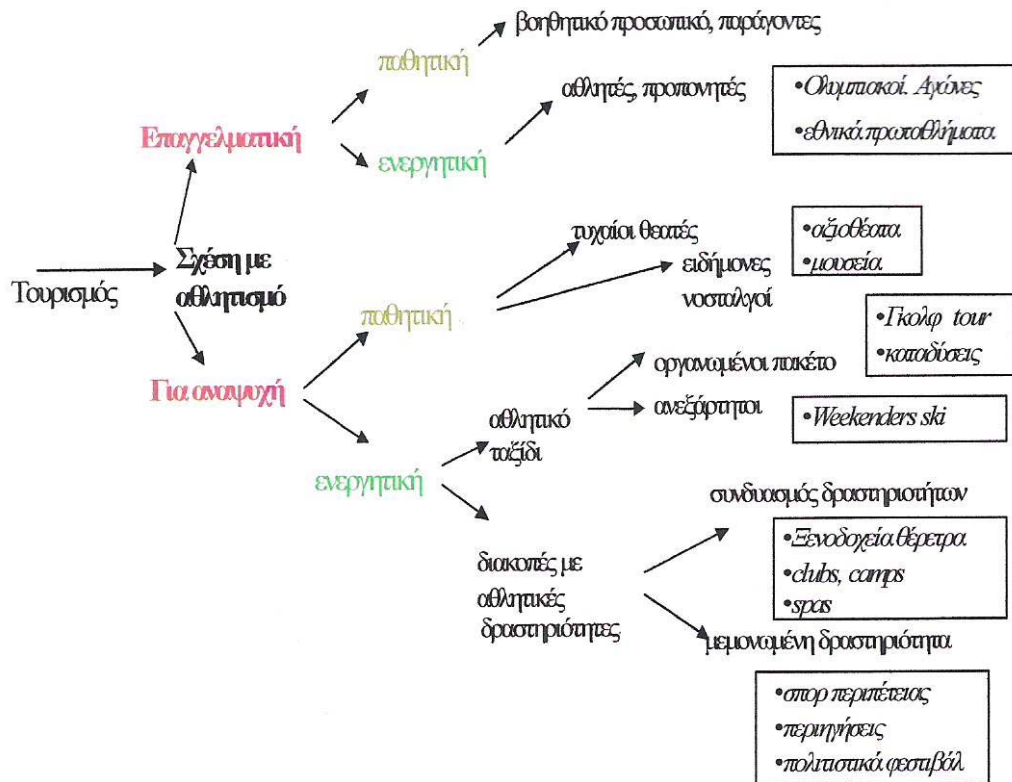 βοηθητικό προσωπικό, παράγοντες
παθητική
αθλητές, προπονητές
•Ολυμπιακοί. Αγώνες
•εθνικά πρωταθλήματα
Επαγγελματική
ενεργητική
τυχαίοι θεατές
•αξιοθέατα
•μουσεία
Σχέση με
αθλητισμό
Τουρισμός
ειδήμονες
νοσταλγοί
παθητική
•Γκολφ tour
•καταδύσεις
οργανωμένοι πακέτο
Για αναψυχή
ανεξάρτητοι
•Weekenders ski
αθλητικό
ταξίδι
ενεργητική
συνδυασμός δραστηριοτήτων
•Ξενοδοχεία θέρετρα
•clubs, camps
•spas
διακοπές με
αθλητικές
δραστηριότητες
μεμονωμένη δραστηριότητα
•σπορ περιπέτειας
•περιηγήσεις
•πολιτιστικά φεστιβάλ